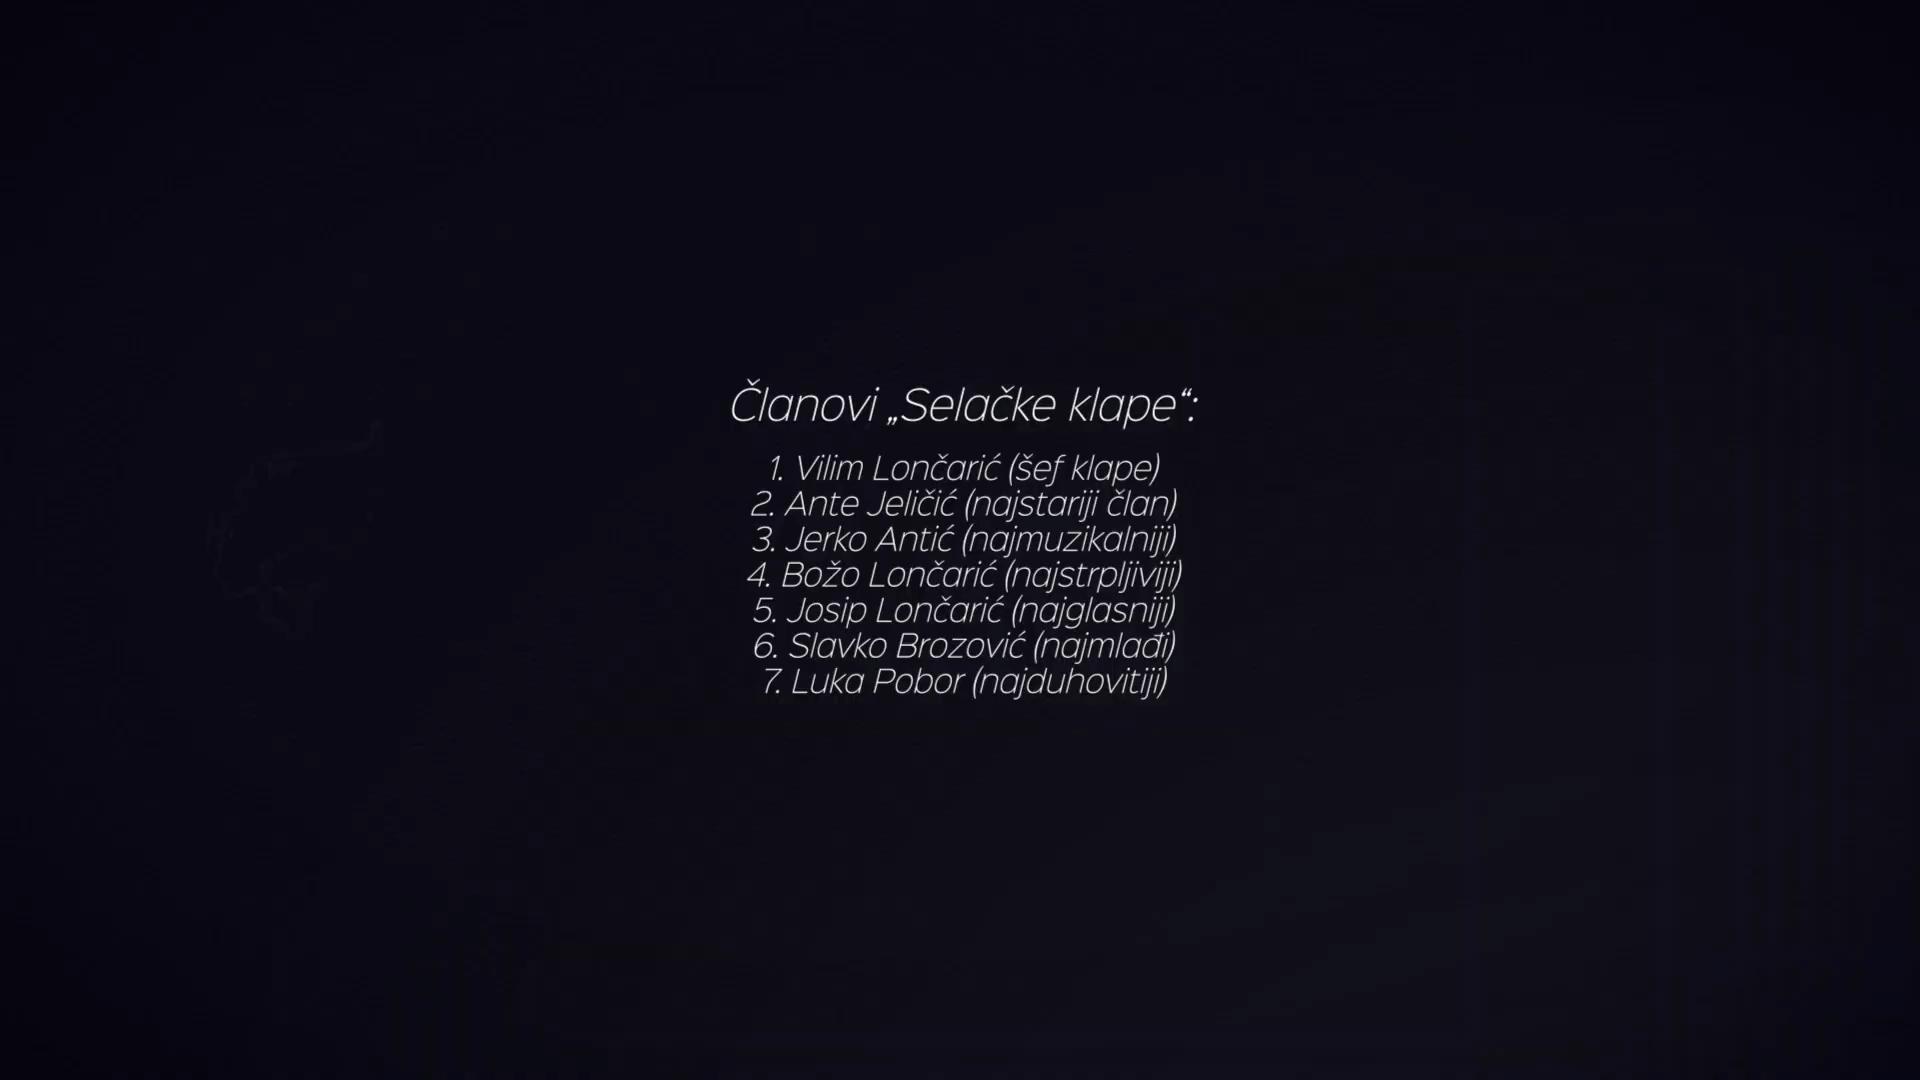 Članovi „Selačke klape“:
1. Vilim Lončarić (šef klape)
2. Ante Jeličić (najstariji član)
3. Jerko Antić (najmuzikalniji)
4. Božo Lončarić (najstrpljiviji)
5. Josip Lončarić (najglasniji)
6. Slavko Brozović (najmlađi)
7. Luka Pobor (najduhovitiji)